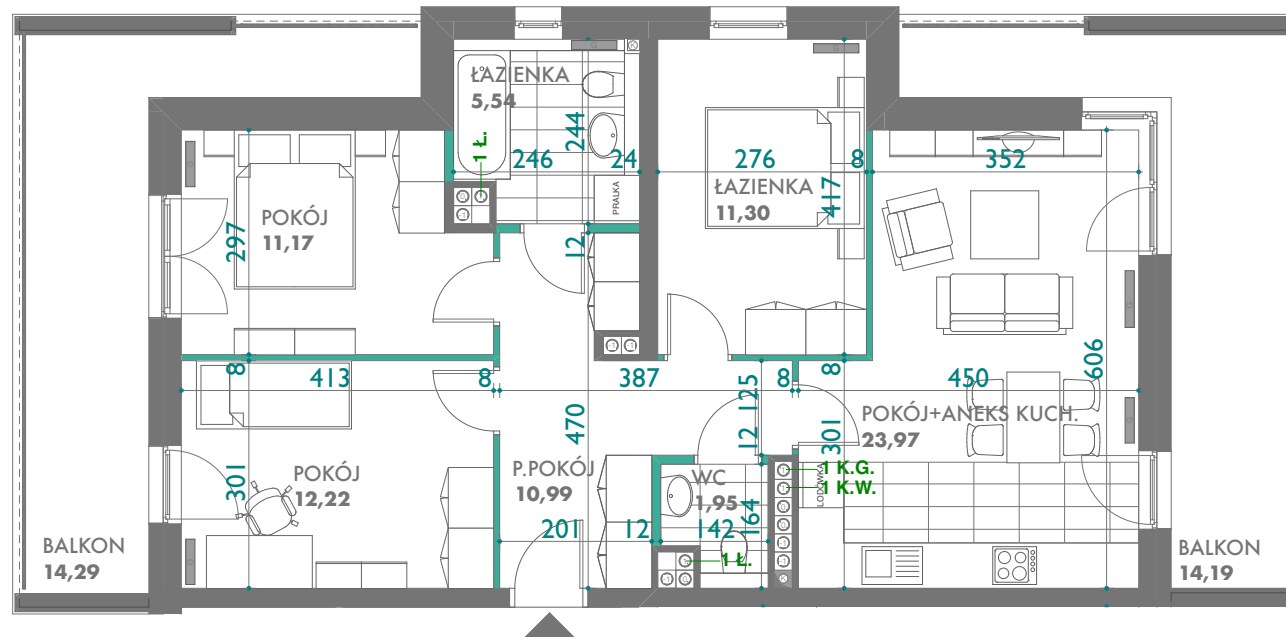 ŁAZIENKA
5,54
1 Ł.
244
246
24
PRALKA
276
8
ŁAZIENKA
11,30
417
352
POKÓJ
11,17
297
12
8
413
8
387
125
8
8
450
606
470
12
301
POKÓJ+ANEKS KUCH.
23,97
301
POKÓJ
12,22
P.POKÓJ
10,99
WC
1,95
164
1 K.G.
1 K.W.
LODÓWKA
201
12
142
1 Ł.
BALKON
14,29
BALKON
14,19